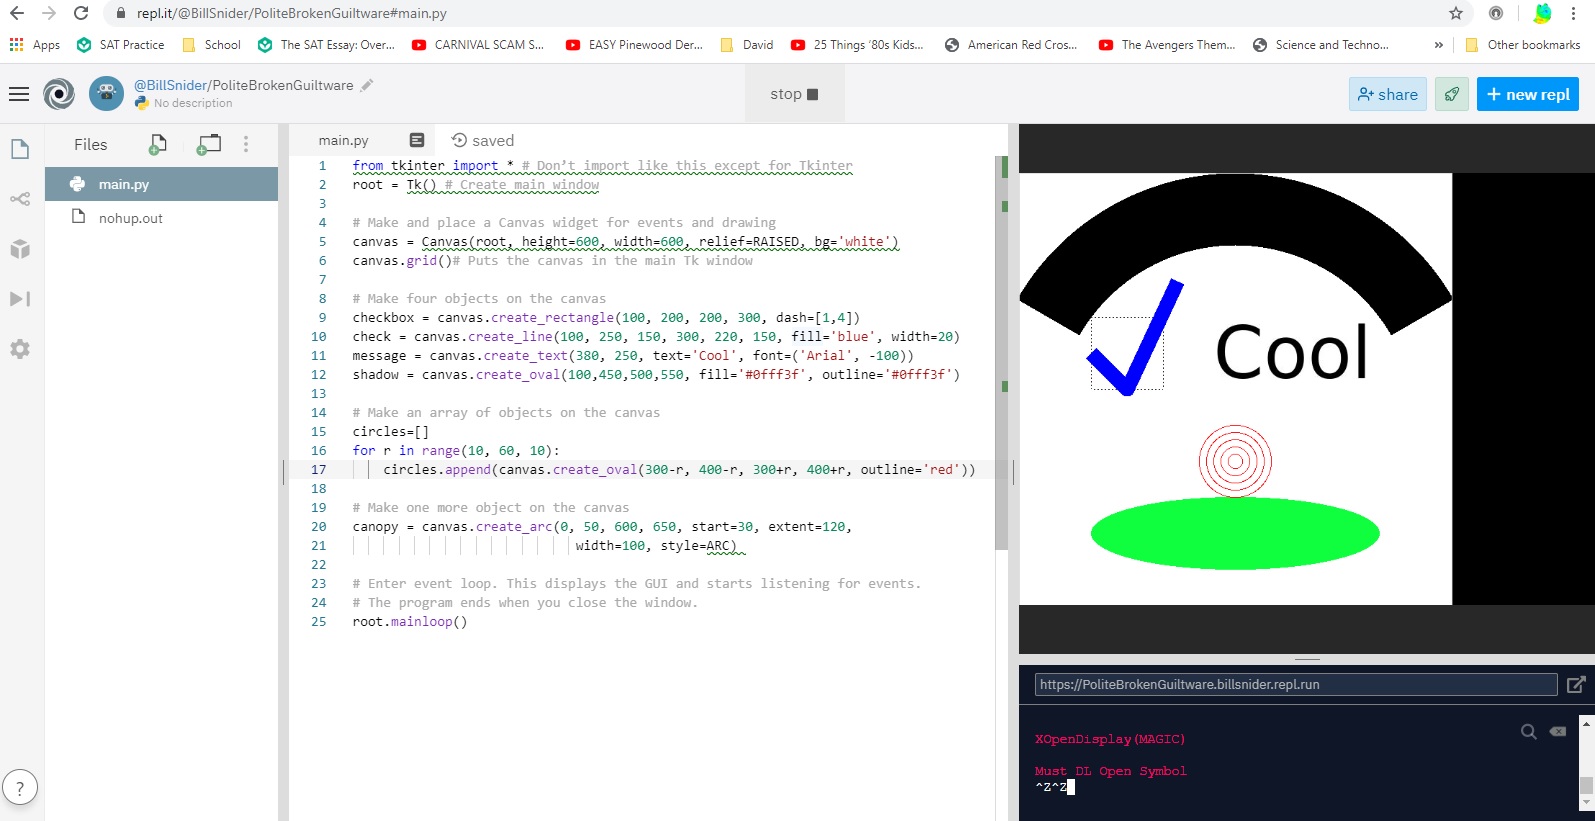 repl.it/@BillSnider/PoliteBrokenGuiltware#main.py
Apps SAT Practice School The SAT Essay: Over... CARNIVAL SCAM S... EASY Pinewood Der... David 25 Things '80s Kids... American Red Cros... The Avengers Them... Science and Techno... » Other bookmarks
@BillSnider/PoliteBrokenGuiltware
No description
stop
share
+ new repl
Files
main.py
nohup.out
main.py
saved
1 from tkinter import * # Don’t import like this except for Tkinter
2 root = Tk() # Create main window
3
4 # Make and place a Canvas widget for events and drawing
5 canvas = Canvas(root, height=600, width=600, relief=RAISED, bg='white')
6 canvas.grid()# Puts the canvas in the main Tk window
7
8 # Make four objects on the canvas
9 checkbox = canvas.create_rectangle(100, 200, 200, 300, dash=[1,4])
10 check = canvas.create_line(100, 250, 150, 300, 220, 150, fill='blue', width=20)
11 message = canvas.create_text(380, 250, text='Cool', font=('Arial', -100))
12 shadow = canvas.create_oval(100,450,500,550, fill='#0fff3f', outline='#0fff3f')
13
14 # Make an array of objects on the canvas
15 circles=[]
16 for r in range(10, 60, 10):
17     circles.append(canvas.create_oval(300-r, 400-r, 300+r, 400+r, outline='red'))
18
19 # Make one more object on the canvas
20 canopy = canvas.create_arc(0, 50, 600, 650, start=30, extent=120,
21                             width=100, style=ARC)
22
23 # Enter event loop. This displays the GUI and starts listening for events.
24 # The program ends when you close the window.
25 root.mainloop()
Cool
https://PoliteBrokenGuiltware.billsnider.repl.run
XOpenDisplay(MAGIC)
Must DL Open Symbol
^Z^Z
?